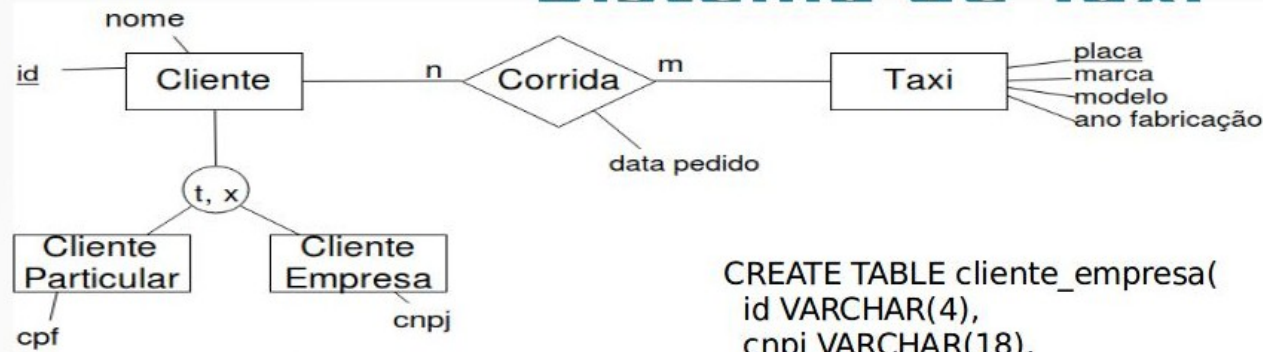 nome
id
Cliente
n
Corrida
m
Taxi
placa
marca
modelo
ano fabricação
data pedido
t, x
Cliente
Particular
Cliente
Empresa
cpf
cnpj
CREATE TABLE cliente_empresa(
id VARCHAR(4),
cnpj VARCHAR(18),